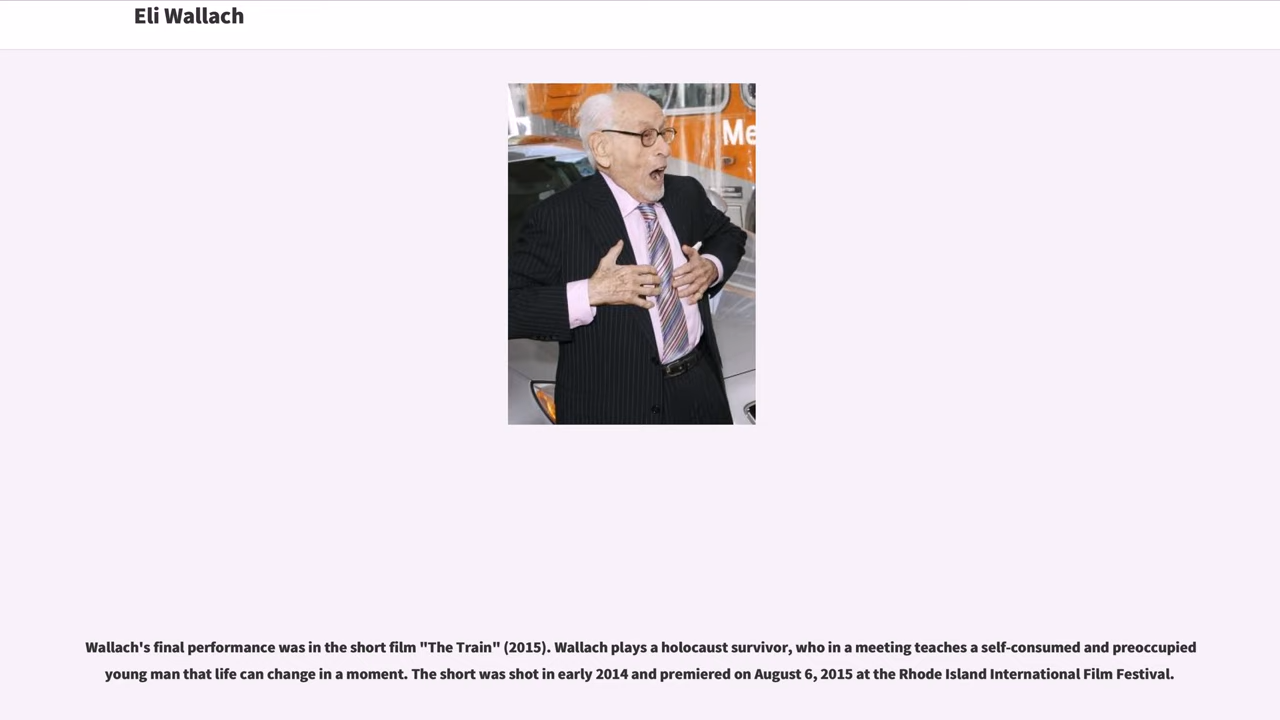 Eli Wallach
Me
Wallach's final performance was in the short film "The Train" (2015). Wallach plays a holocaust survivor, who in a meeting teaches a self-consumed and preoccupied
young man that life can change in a moment. The short was shot in early 2014 and premiered on August 6, 2015 at the Rhode Island International Film Festival.